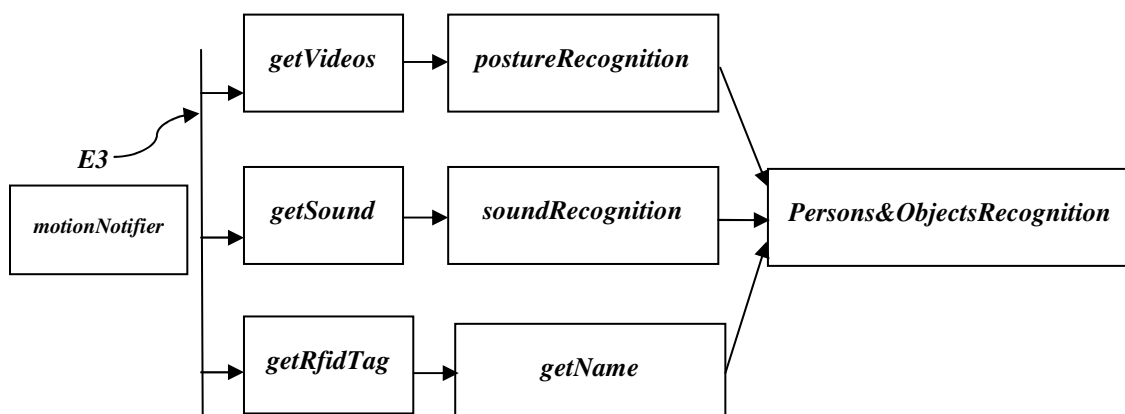 getVideos
postureRecognition
E3
motionNotifier
getSound
soundRecognition
Persons&ObjectsRecognition
getRfidTag
getName